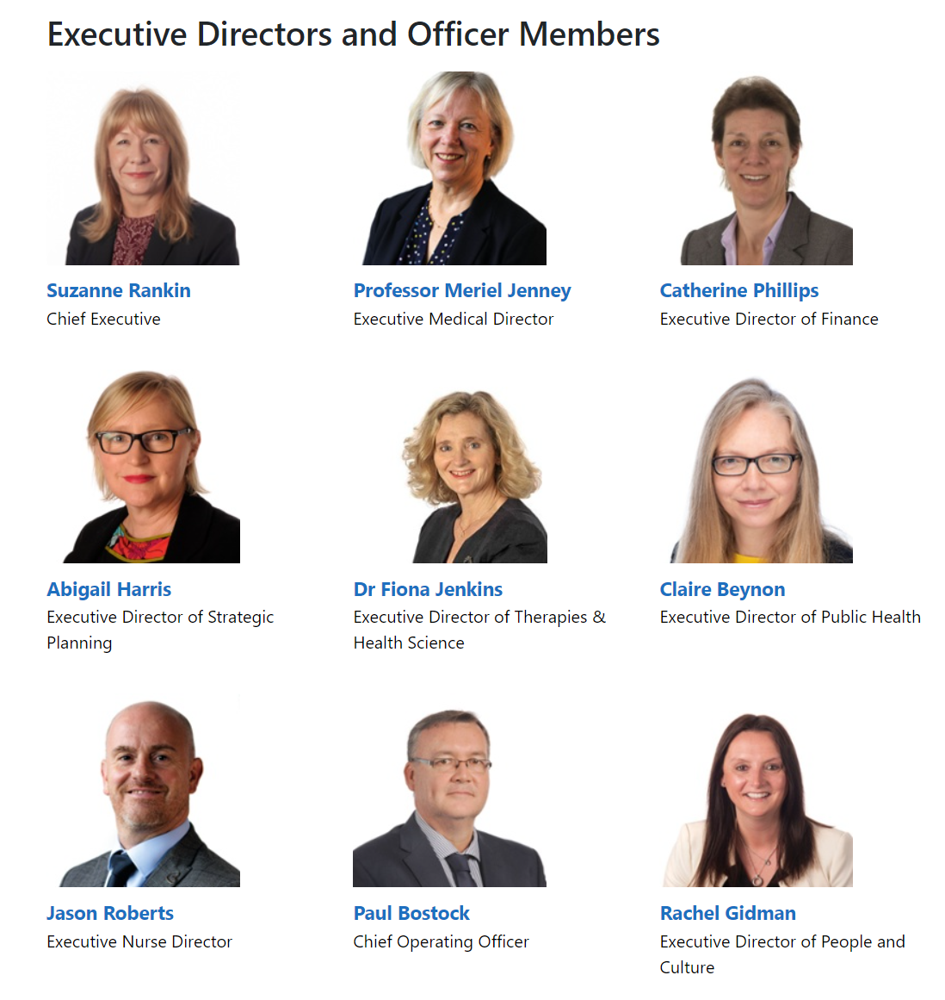 Executive Directors and Officer Members
Suzanne Rankin
Chief Executive
Professor Meriel Jenney
Executive Medical Director
Catherine Phillips
Executive Director of Finance
Abigail Harris
Executive Director of Strategic
Planning
Dr Fiona Jenkins
Executive Director of Therapies &
Health Science
Claire Beynon
Executive Director of Public Health
Jason Roberts
Executive Nurse Director
Paul Bostock
Chief Operating Officer
Rachel Gidman
Executive Director of People and
Culture